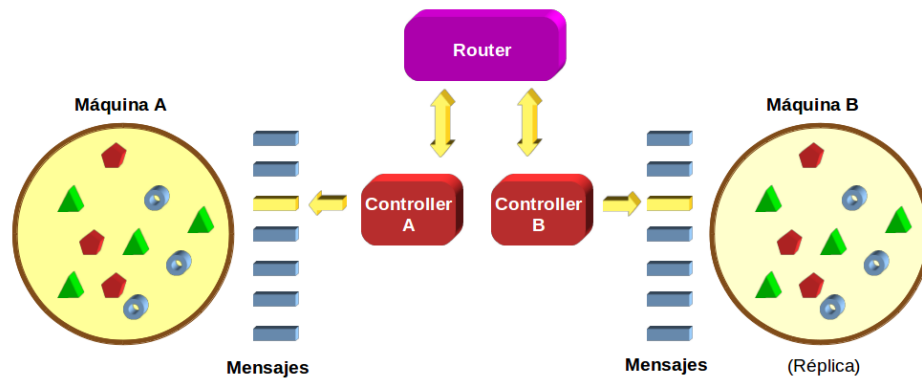 Router
Máquina A
Máquina B
Controller
A
Controller
B
Mensajes
Mensajes
(Réplica)